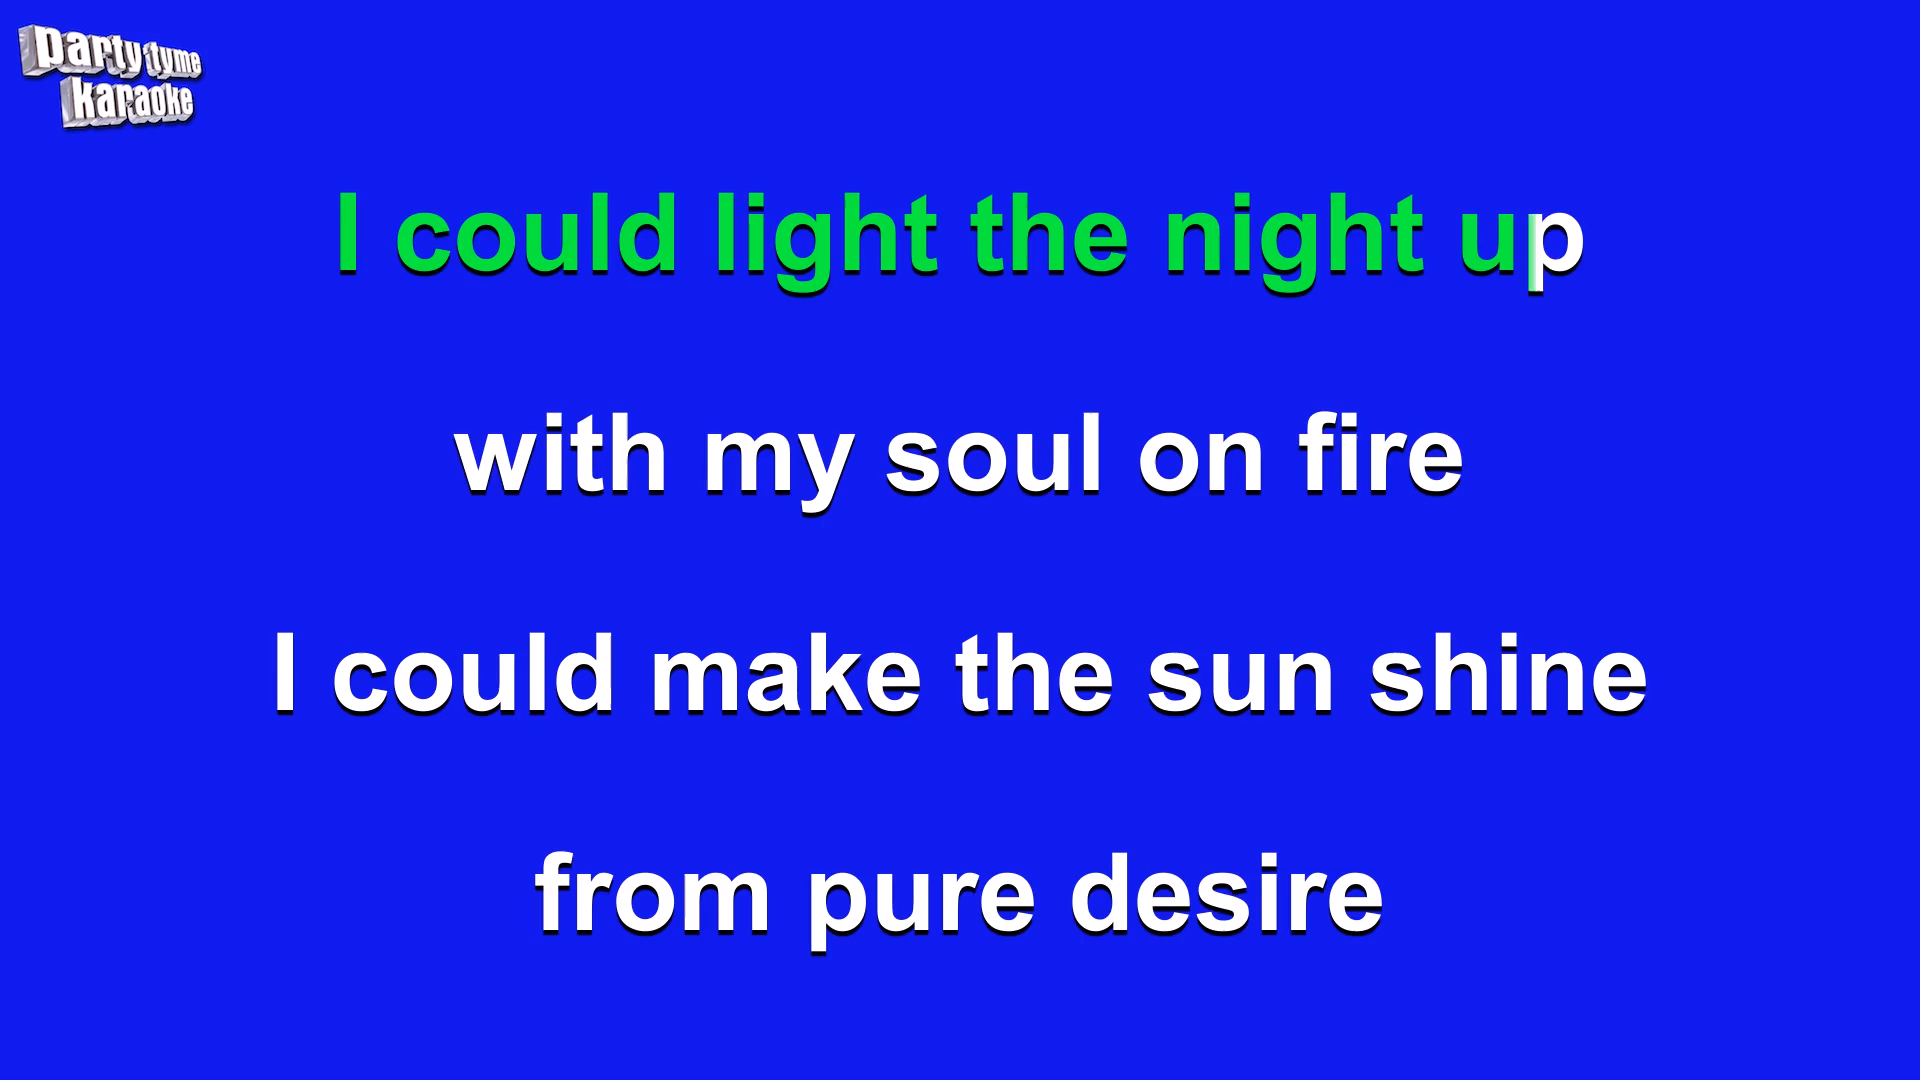 party tyme
karaoke
I could light the night up
with my soul on fire
I could make the sun shine
from pure desire